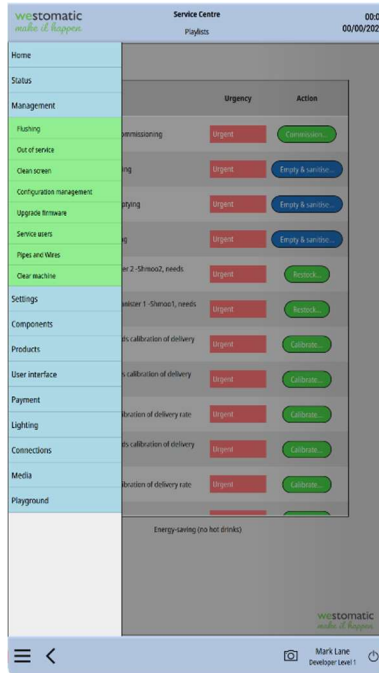 westomatic
make it happen
Service Centre
Playlists
00:0
00/00/202
Home
Status
Management
Flushing
Out of service
Clean screen
Configuration management
Upgrade firmware
Service users
Pipes and Wires
Clear machine
Settings
Components
Products
User interface
Payment
Lighting
Connections
Media
Playground
Urgency Action
ommissioning Urgent Commission...
ing Urgent Empty & sanitise...
ptying Urgent Empty & sanitise...
g Urgent Empty & sanitise...
er 2 -Shmoo2, needs Urgent Restock...
anister 1 -Shmoo1, needs Urgent Restock...
ds calibration of delivery Urgent Calibrate...
s calibration of delivery Urgent Calibrate...
ibration of delivery rate Urgent Calibrate...
ds calibration of delivery Urgent Calibrate...
ibration of delivery rate Urgent Calibrate...
Energy-saving (no hot drinks)
westomatic
make it happen
Mark Lane
Developer Level 1